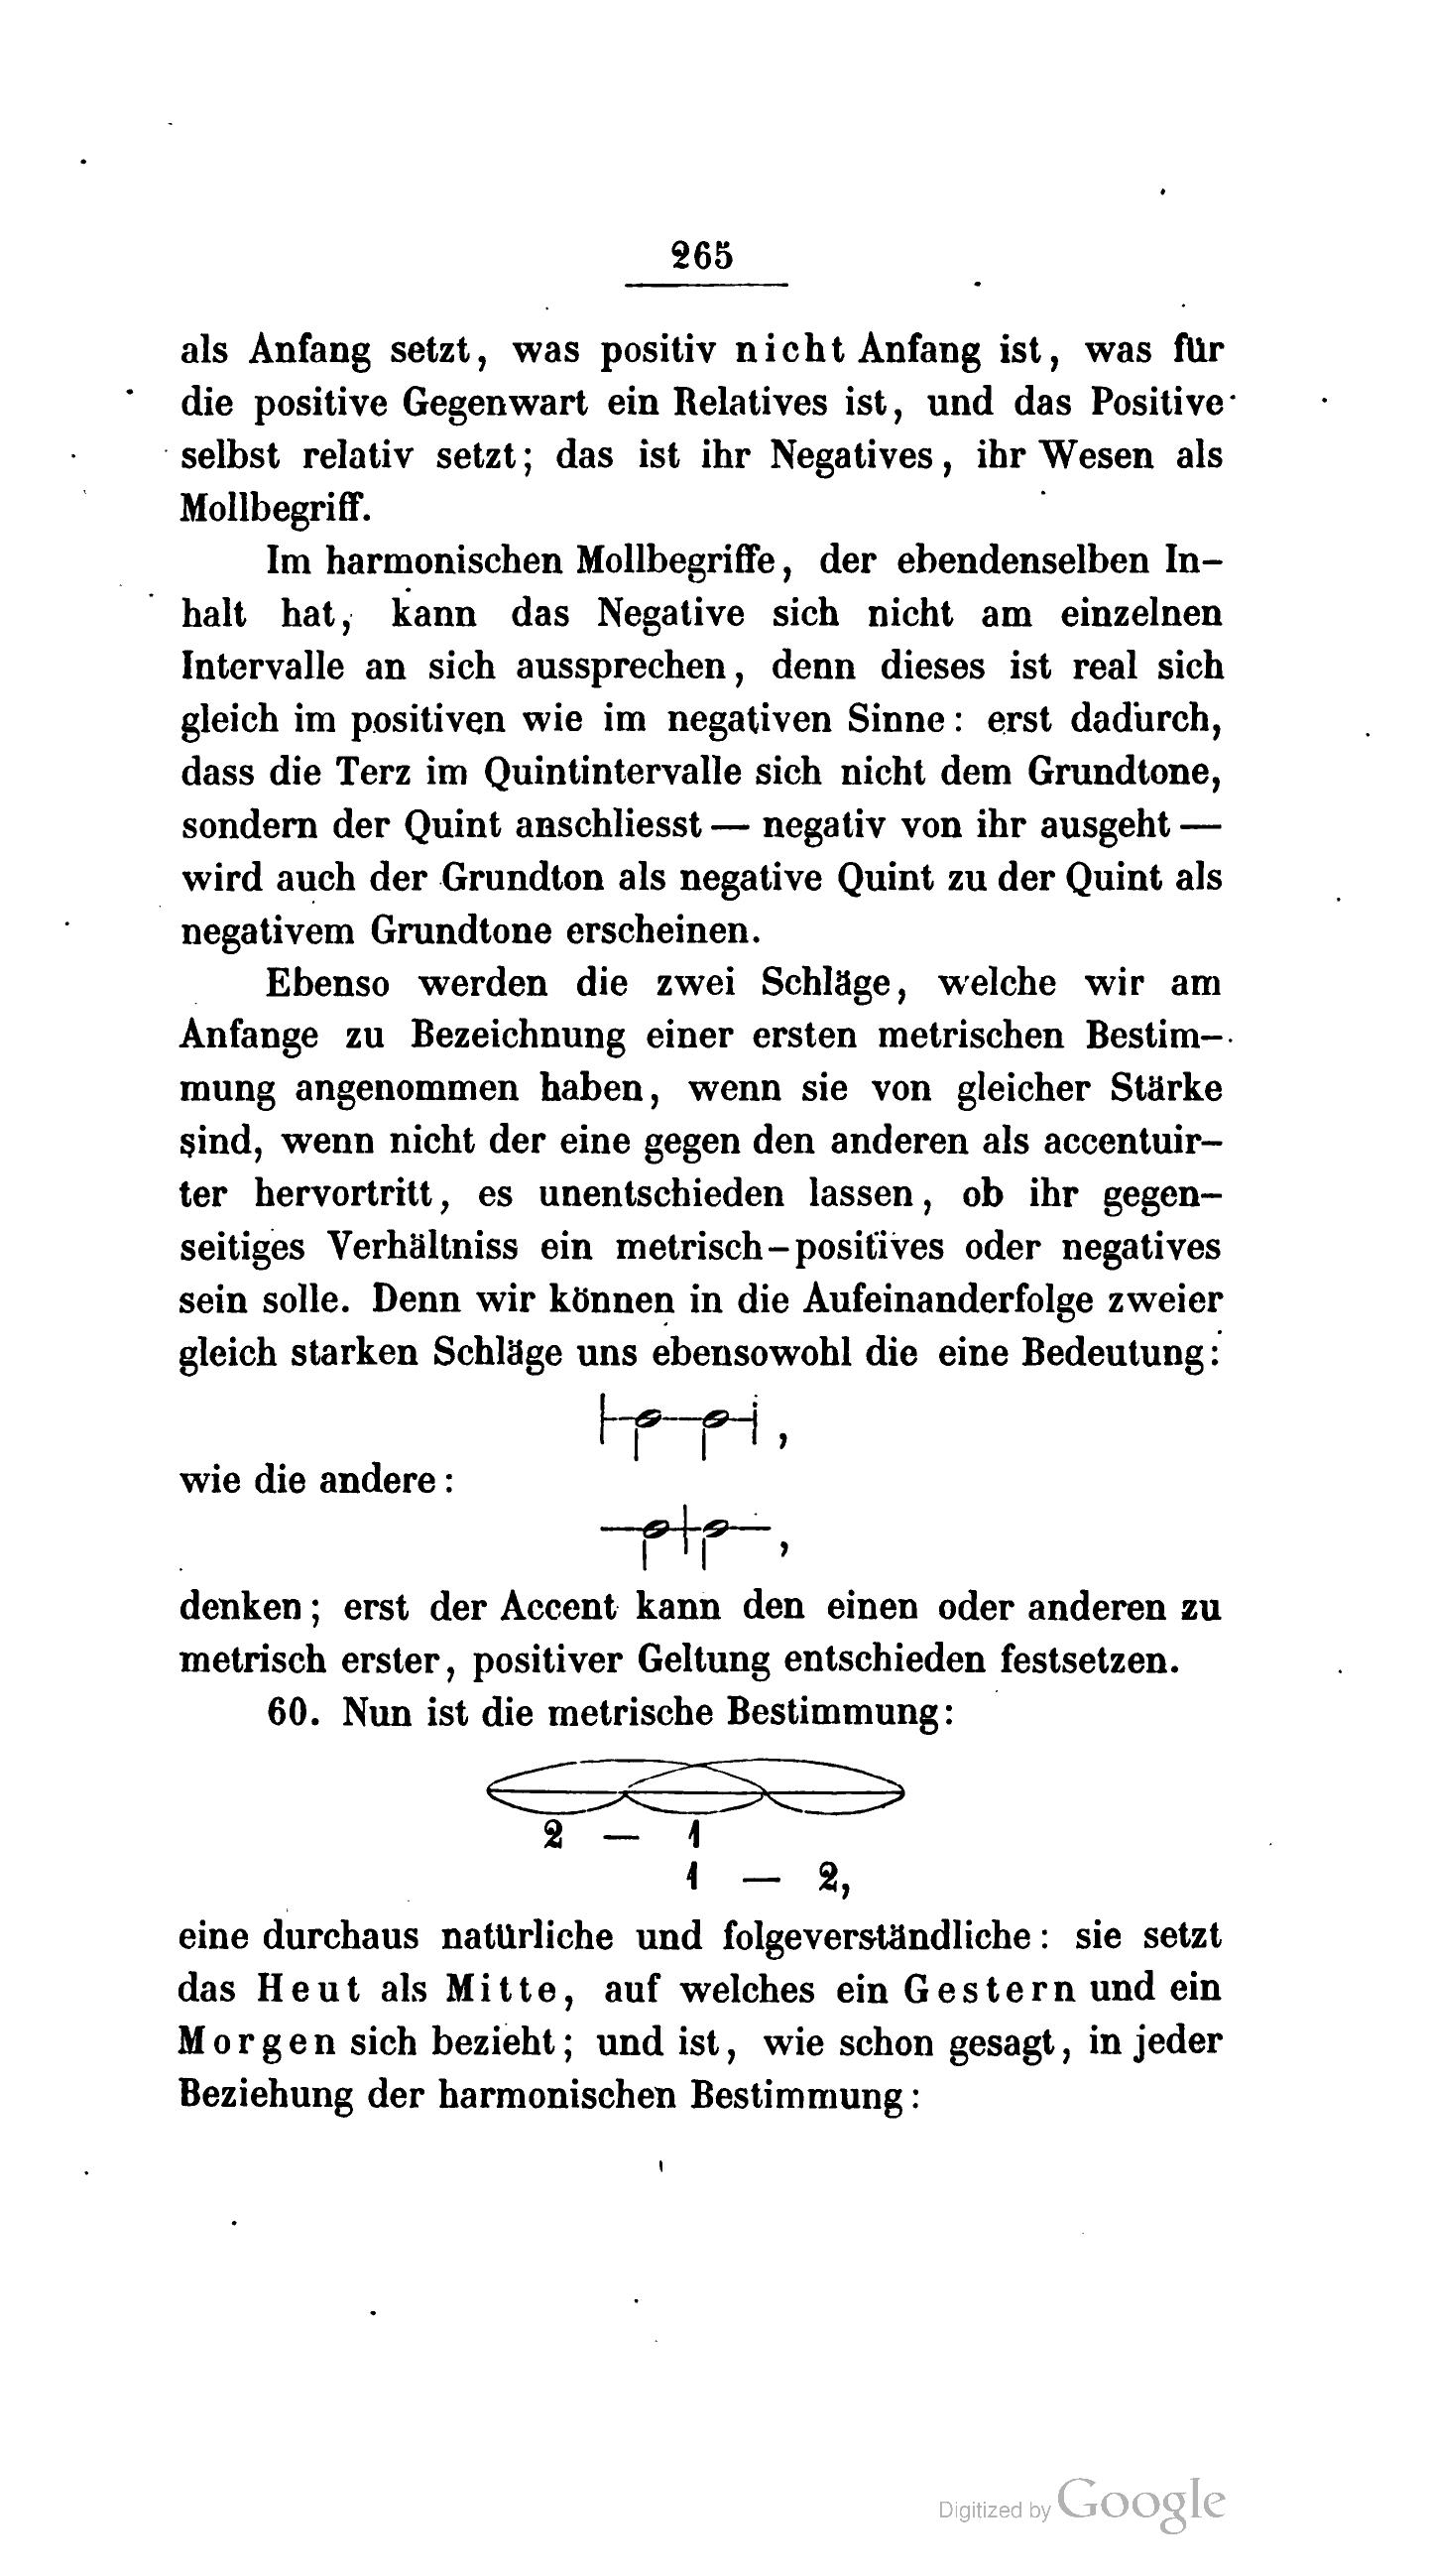 265
als Anfang setzt, was positiv nicht Anfang ist, was für
die positive Gegenwart ein Relatives ist, und das Positive
selbst relativ setzt; das ist ihr Negatives, ihr Wesen als
Mollbegriff.
Im harmonischen Mollbegriffe, der ebendenselben In-
halt hat, kann das Negative sich nicht am einzelnen
Intervalle an sich aussprechen, denn dieses ist real sich
gleich im positiven wie im negativen Sinne: erst dadurch,
dass die Terz im Quintintervalle sich nicht dem Grundtone,
sondern der Quint anschliesst — negativ von ihr ausgeht —
wird auch der Grundton als negative Quint zu der Quint als
negativem Grundtone erscheinen.
Ebenso werden die zwei Schläge, welche wir am
Anfange zu Bezeichnung einer ersten metrischen Bestim-
mung angenommen haben, wenn sie von gleicher Stärke
sind, wenn nicht der eine gegen den anderen als accentuir-
ter hervortritt, es unentschieden lassen, ob ihr gegen-
seitiges Verhältniss ein metrisch-positives oder negatives
sein solle. Denn wir können in die Aufeinanderfolge zweier
gleich starken Schläge uns ebensowohl die eine Bedeutung:
,
wie die andere:
,
denken; erst der Accent kann den einen oder anderen zu
metrisch erster, positiver Geltung entschieden festsetzen.
60. Nun ist die metrische Bestimmung:
2 — 1
1 — 2,
eine durchaus natürliche und folgeverständliche: sie setzt
das Heut als Mitte, auf welches ein Gestern und ein
Morgen sich bezieht; und ist, wie schon gesagt, in jeder
Beziehung der harmonischen Bestimmung:
Digitized by Google